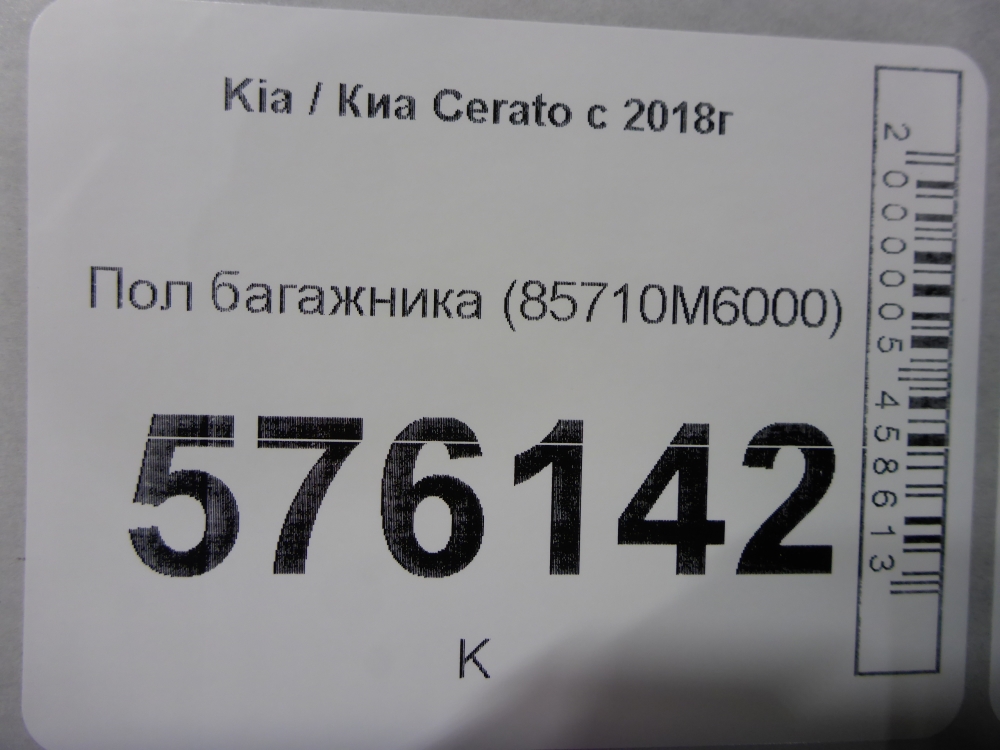 Kia / Киа Cerato с 2018г
Пол багажника (85710M6000)
576142
К
2000005458613